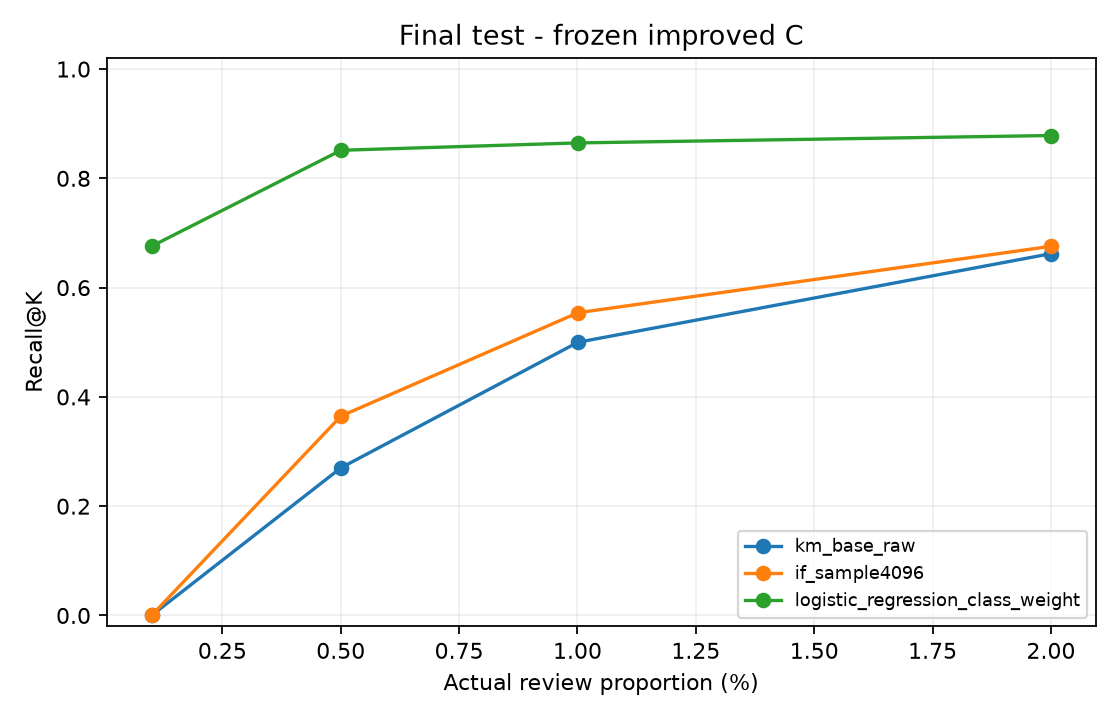 Final test - frozen improved C
Recall@K
1.0
0.8
0.6
0.4
0.2
0.0
km_base_raw
if_sample4096
logistic_regression_class_weight
0.25 0.50 0.75 1.00 1.25 1.50 1.75 2.00
Actual review proportion (%)